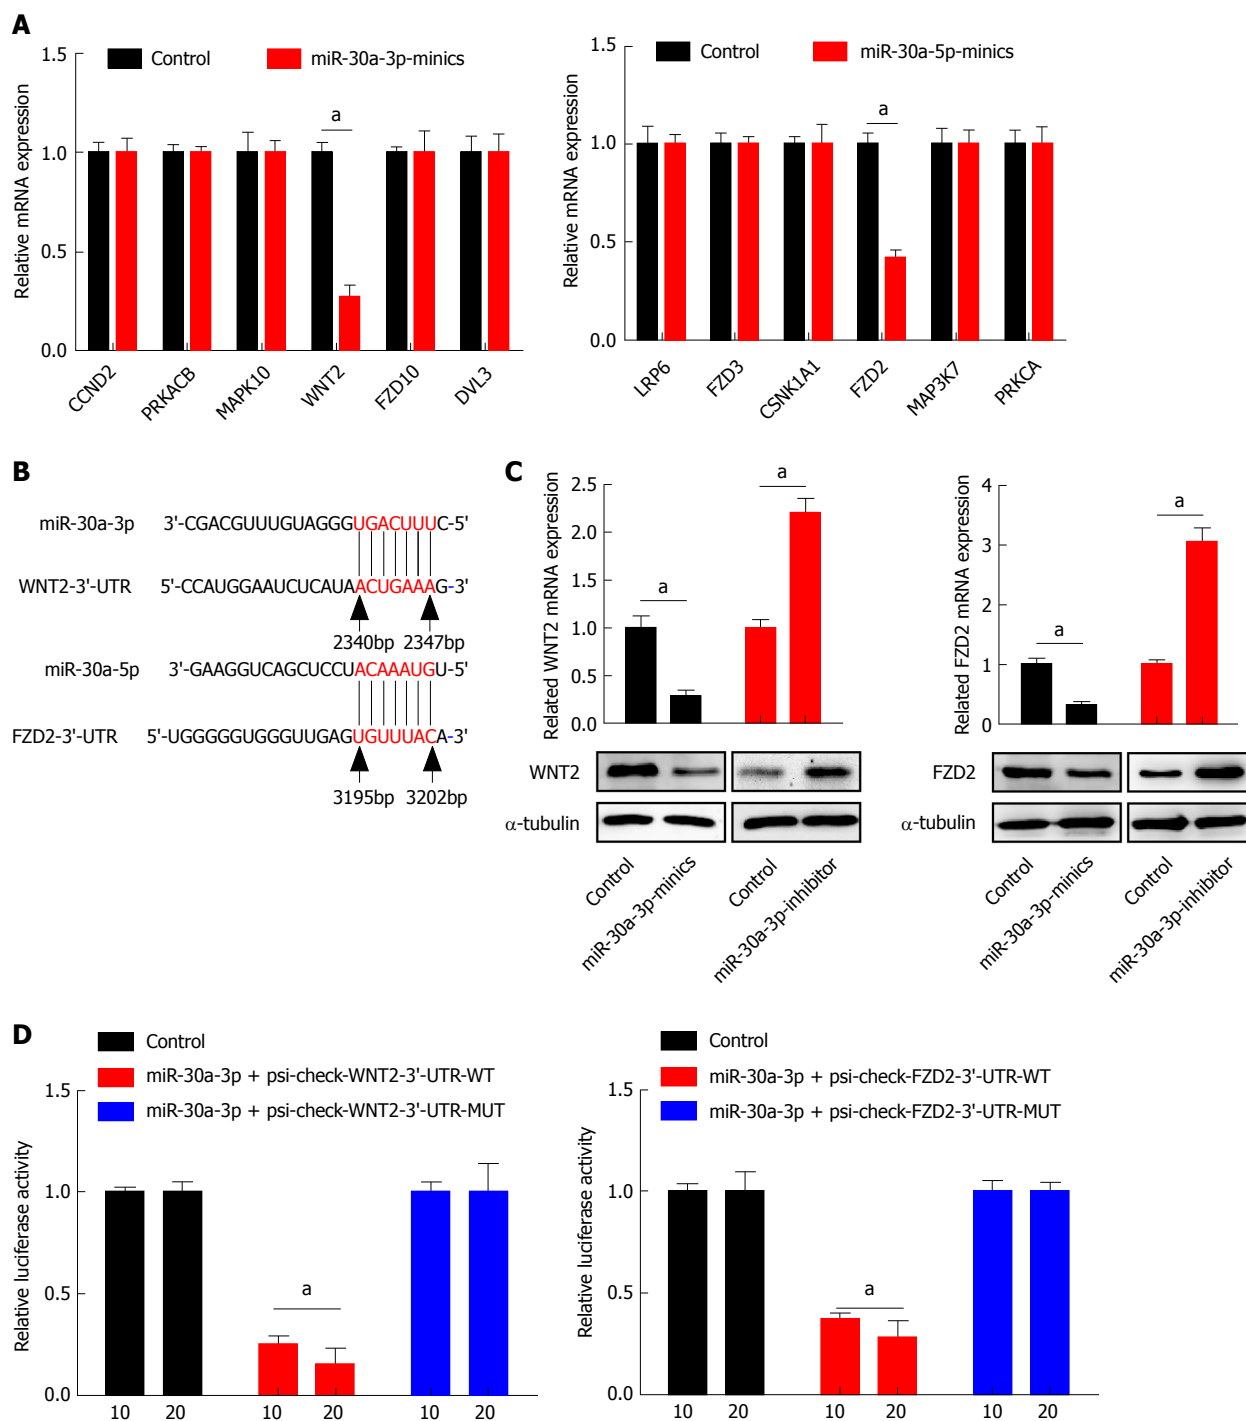 A
Relative mRNA expression
1.5
1.0
0.5
0.0
Control
miR-30a-3p-minics
a
CCND2
PRKACB
MAPK10
WNT2
FZD10
DVL3
Relative mRNA expression
1.5
1.0
0.5
0.0
Control
miR-30a-5p-minics
a
LRP6
FZD3
CSNK1A1
FZD2
MAP3K7
PRKCA
B
miR-30a-3p 3'-CGACGUUUGUAGGGUGACUUUC-5'
WNT2-3'-UTR 5'-CCAUGGAAUCUCAUAACUGAAAG-3'
2340bp 2347bp
miR-30a-5p 3'-GAAGGUCAGCUCCUACAAAUGU-5'
FZD2-3'-UTR 5'-UGGGGGUGGGUUGAGUGUUUACA-3'
3195bp 3202bp
C
Related WNT2 mRNA expression
2.5
2.0
1.5
1.0
0.5
0.0
a
a
WNT2
α-tubulin
Control
miR-30a-3p-minics
Control
miR-30a-3p-inhibitor
Related FZD2 mRNA expression
4
3
2
1
0
a
a
FZD2
α-tubulin
Control
miR-30a-3p-minics
Control
miR-30a-3p-inhibitor
D
Control
miR-30a-3p + psi-check-WNT2-3'-UTR-WT
miR-30a-3p + psi-check-WNT2-3'-UTR-MUT
Relative luciferase activity
1.5
1.0
0.5
0.0
a
10 20 10 20 10 20
Control
miR-30a-3p + psi-check-FZD2-3'-UTR-WT
miR-30a-3p + psi-check-FZD2-3'-UTR-MUT
Relative luciferase activity
1.5
1.0
0.5
0.0
a
10 20 10 20 10 20